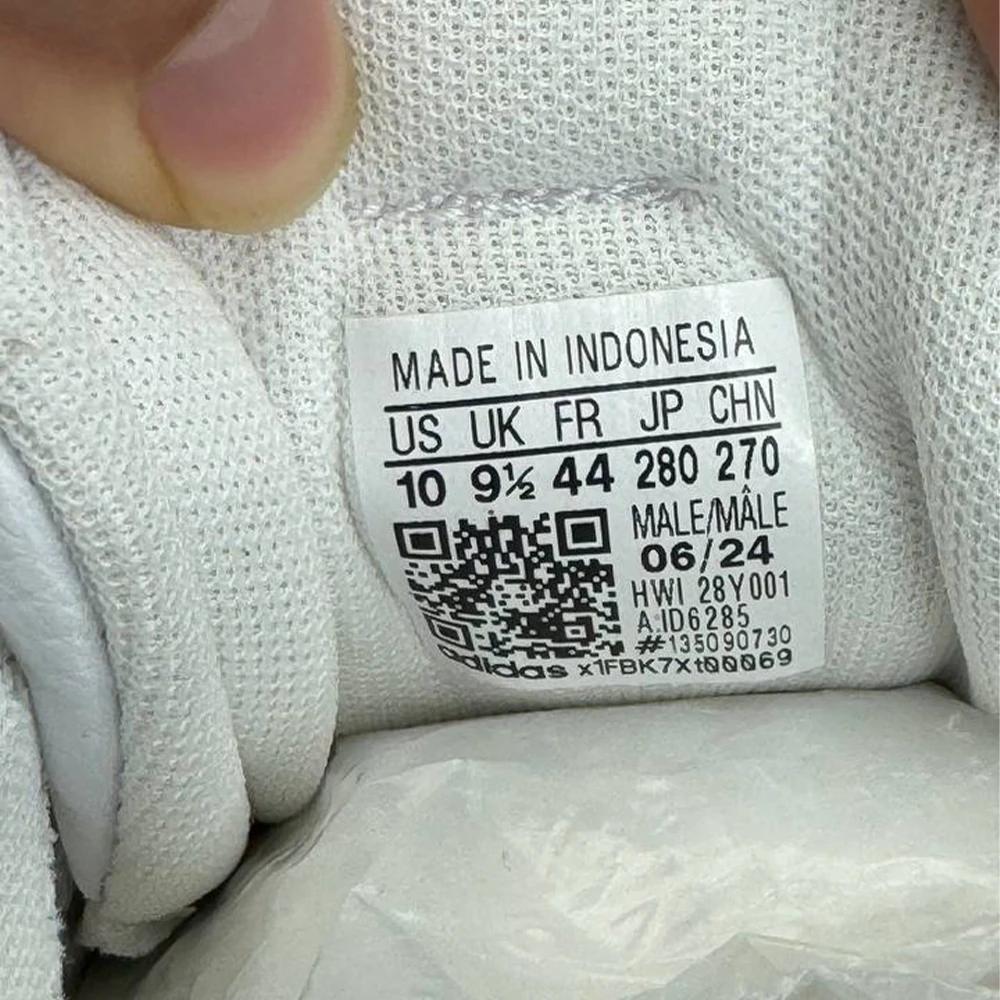 MADE IN INDONESIA
US UK FR JP CHN
10 9½ 44 280 270
MALE/MÂLE
06/24
HWI 28Y001
A:ID6285
#135090730
adidas x1FBK7Xt00069